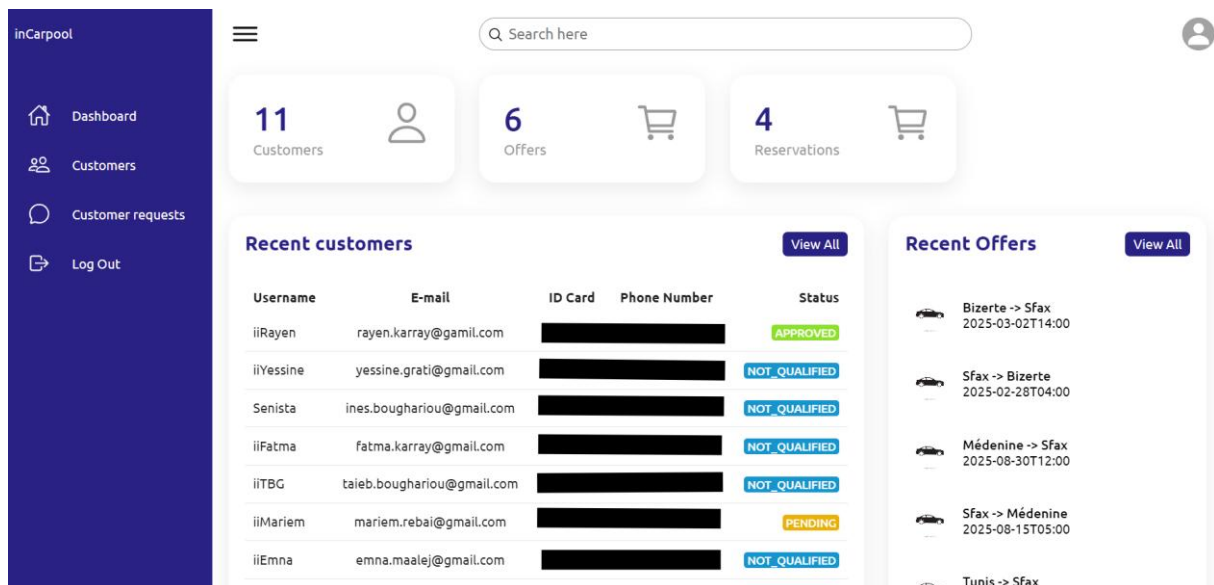 inCarpool
Search here
Dashboard
Customers
Customer requests
Log Out
11
Customers
6
Offers
4
Reservations
Recent customers
View All
Username E-mail ID Card Phone Number Status
iiRayen rayen.karray@gamil.com APPROVED
iiYessine yessine.grati@gmail.com NOT_QUALIFIED
Senista ines.boughariou@gmail.com NOT_QUALIFIED
iiFatma fatma.karray@gmail.com NOT_QUALIFIED
iiTBG taieb.boughariou@gmail.com NOT_QUALIFIED
iiMariem mariem.rebai@gmail.com PENDING
iiEmna emna.maalej@gmail.com NOT_QUALIFIED
Recent Offers
View All
Bizerte -> Sfax
2025-03-02T14:00
Sfax -> Bizerte
2025-02-28T04:00
Médenine -> Sfax
2025-08-30T12:00
Sfax -> Médenine
2025-08-15T05:00
Tunis -> Sfax